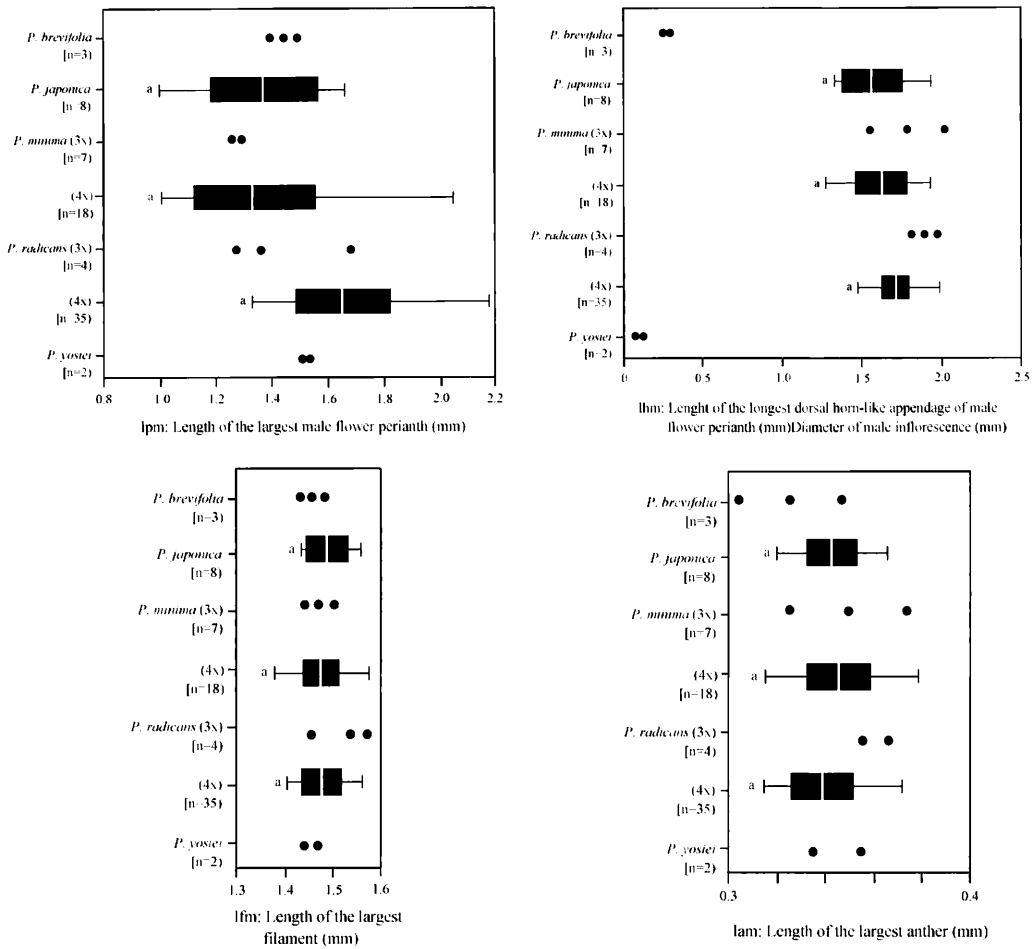 P. brevifolia
[n=3)
P. japonica
[n=8)
P. minima (3x)
[n=7)
(4x)
[n=18)
P. radicans (3x)
[n=4)
(4x)
[n=35)
P. yosiei
[n=2)
a
a
a
0.8 1.0 1.2 1.4 1.6 1.8 2.0 2.2
lpm: Length of the largest male flower perianth (mm)
P. brevifolia
[n=3)
P. japonica
[n=8)
P. minima (3x)
[n=7)
(4x)
[n=18)
P. radicans (3x)
[n=4)
(4x)
[n=35)
P. yosiei
[n=2)
a
a
a
0 0.5 1.0 1.5 2.0 2.5
lhm: Lenght of the longest dorsal horn-like appendage of male
flower perianth (mm)Diameter of male inflorescence (mm)
P. brevifolia
[n=3)
P. japonica
[n=8)
P. minima (3x)
[n=7)
(4x)
[n=18)
P. radicans (3x)
[n=4)
(4x)
[n=35)
P. yosiei
[n=2)
a
a
a
1.3 1.4 1.5 1.6
lfm: Length of the largest
filament (mm)
P. brevifolia
[n=3)
P. japonica
[n=8)
P. minima (3x)
[n=7)
(4x)
[n=18)
P. radicans (3x)
[n=4)
(4x)
[n=35)
P. yosiei
[n=2)
a
a
a
0.3 0.4
lam: Length of the largest anther (mm)